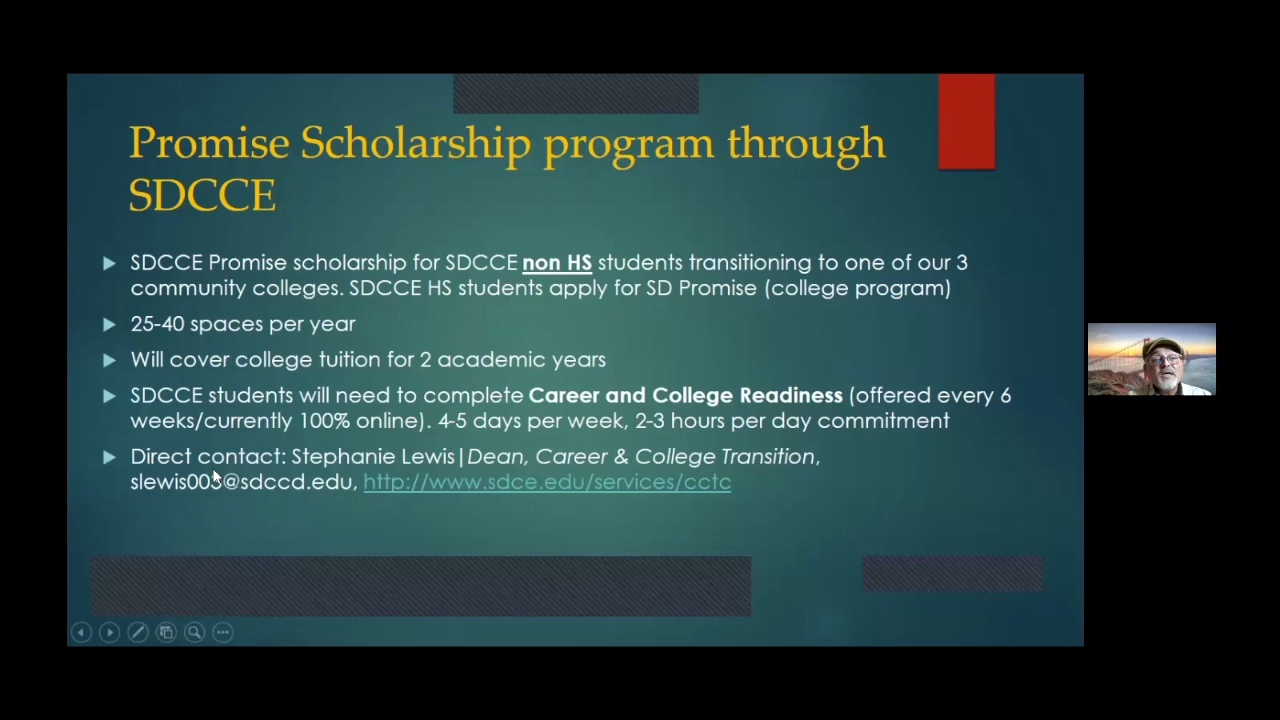 Promise Scholarship program through
SDCCE
SDCCE Promise scholarship for SDCCE non HS students transitioning to one of our 3
community colleges. SDCCE HS students apply for SD Promise (college program)
25-40 spaces per year
Will cover college tuition for 2 academic years
SDCCE students will need to complete Career and College Readiness (offered every 6
weeks/currently 100% online). 4-5 days per week, 2-3 hours per day commitment
Direct contact: Stephanie Lewis|Dean, Career & College Transition,
slewis003@sdccd.edu, http://www.sdce.edu/services/cctc